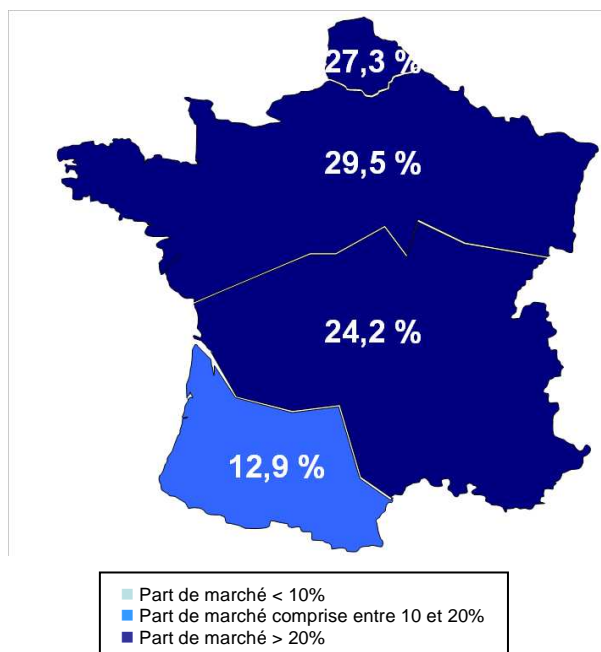 27,3 %
29,5 %
24,2 %
12,9 %
Part de marché < 10%
Part de marché comprise entre 10 et 20%
Part de marché > 20%